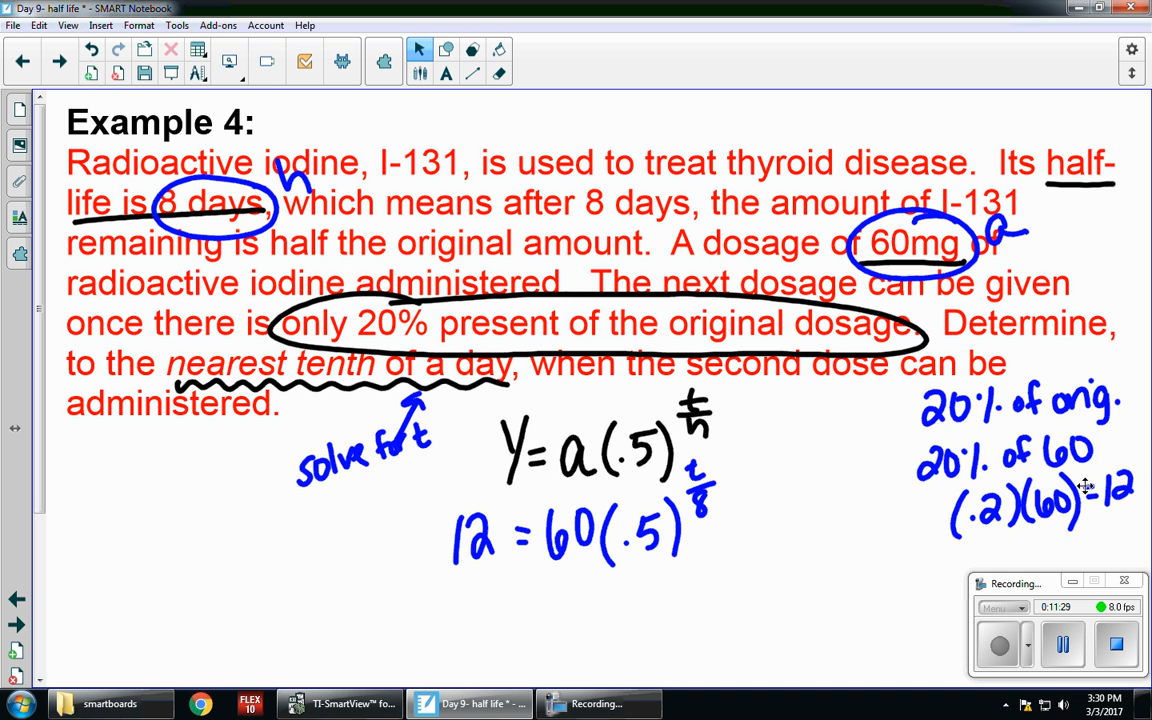 Day 9- half life * - SMART Notebook
File Edit View Insert Format Tools Add-ons Account Help
Example 4:
Radioactive iodine, I-131, is used to treat thyroid disease. Its half-
life is 8 days, which means after 8 days, the amount of I-131
remaining is half the original amount. A dosage of 60mg of
radioactive iodine administered. The next dosage can be given
once there is only 20% present of the original dosage. Determine,
to the nearest tenth of a day, when the second dose can be
administered.
h
a
solve for t
y = a(.5)^(t/h)
12 = 60(.5)^(t/8)
20% of orig.
20% of 60
(.2)(60)=12
Recording...
Menu 0:11:29 8.0 fps
smartboards
FLEX 10
TI-SmartView™ fo...
Day 9- half life * -...
Recording...
3:30 PM
3/3/2017